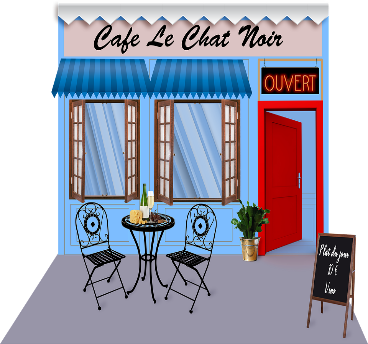 Cafe Le Chat Noir
OUVERT
Plat du jour